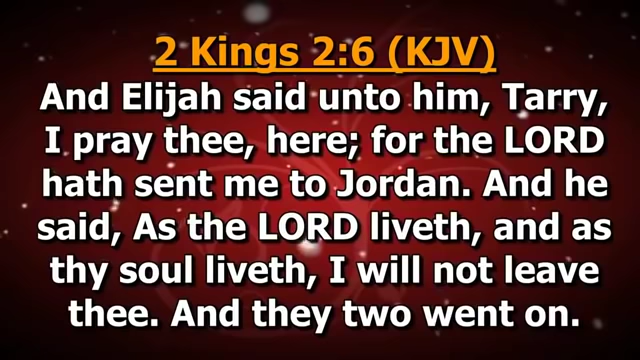 2 Kings 2:6 (KJV)
And Elijah said unto him, Tarry,
I pray thee, here; for the LORD
hath sent me to Jordan. And he
said, As the LORD liveth, and as
thy soul liveth, I will not leave
thee. And they two went on.